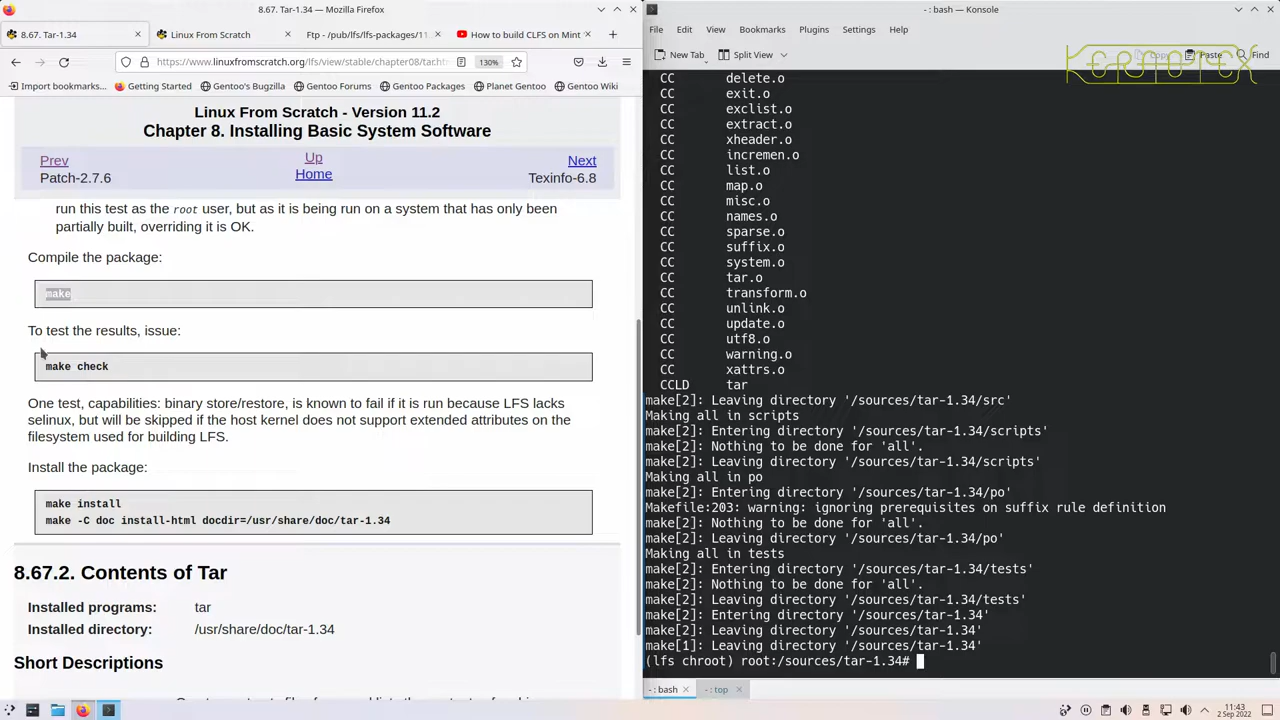 8.67. Tar-1.34 — Mozilla Firefox
8.67. Tar-1.34
Linux From Scratch
Ftp - /pub/lfs/lfs-packages/11.
How to build CLFS on Mint
https://www.linuxfromscratch.org/lfs/view/stable/chapter08/tar.ht
130%
Import bookmarks...
Getting Started
Gentoo's Bugzilla
Gentoo Forums
Gentoo Packages
Planet Gentoo
Gentoo Wiki
Linux From Scratch - Version 11.2
Chapter 8. Installing Basic System Software
Prev
Up
Next
Patch-2.7.6
Home
Texinfo-6.8
run this test as the root user, but as it is being run on a system that has only been
partially built, overriding it is OK.
Compile the package:
make
To test the results, issue:
make check
One test, capabilities: binary store/restore, is known to fail if it is run because LFS lacks
selinux, but will be skipped if the host kernel does not support extended attributes on the
filesystem used for building LFS.
Install the package:
make install
make -C doc install-html docdir=/usr/share/doc/tar-1.34
8.67.2. Contents of Tar
Installed programs: tar
Installed directory: /usr/share/doc/tar-1.34
Short Descriptions
- : bash — Konsole
File Edit View Bookmarks Plugins Settings Help
New Tab
Split View
Copy
Paste
Find
KERNOTEX
CC delete.o
CC exit.o
CC exclist.o
CC extract.o
CC xheader.o
CC incremen.o
CC list.o
CC map.o
CC misc.o
CC names.o
CC sparse.o
CC suffix.o
CC system.o
CC tar.o
CC transform.o
CC unlink.o
CC update.o
CC utf8.o
CC warning.o
CC xattrs.o
CCLD tar
make[2]: Leaving directory '/sources/tar-1.34/src'
Making all in scripts
make[2]: Entering directory '/sources/tar-1.34/scripts'
make[2]: Nothing to be done for 'all'.
make[2]: Leaving directory '/sources/tar-1.34/scripts'
Making all in po
make[2]: Entering directory '/sources/tar-1.34/po'
Makefile:203: warning: ignoring prerequisites on suffix rule definition
make[2]: Nothing to be done for 'all'.
make[2]: Leaving directory '/sources/tar-1.34/po'
Making all in tests
make[2]: Entering directory '/sources/tar-1.34/tests'
make[2]: Nothing to be done for 'all'.
make[2]: Leaving directory '/sources/tar-1.34/tests'
make[2]: Entering directory '/sources/tar-1.34'
make[2]: Leaving directory '/sources/tar-1.34'
make[1]: Leaving directory '/sources/tar-1.34'
(lfs chroot) root:/sources/tar-1.34#
- : bash
- : top
11:43
2 Sep 2022